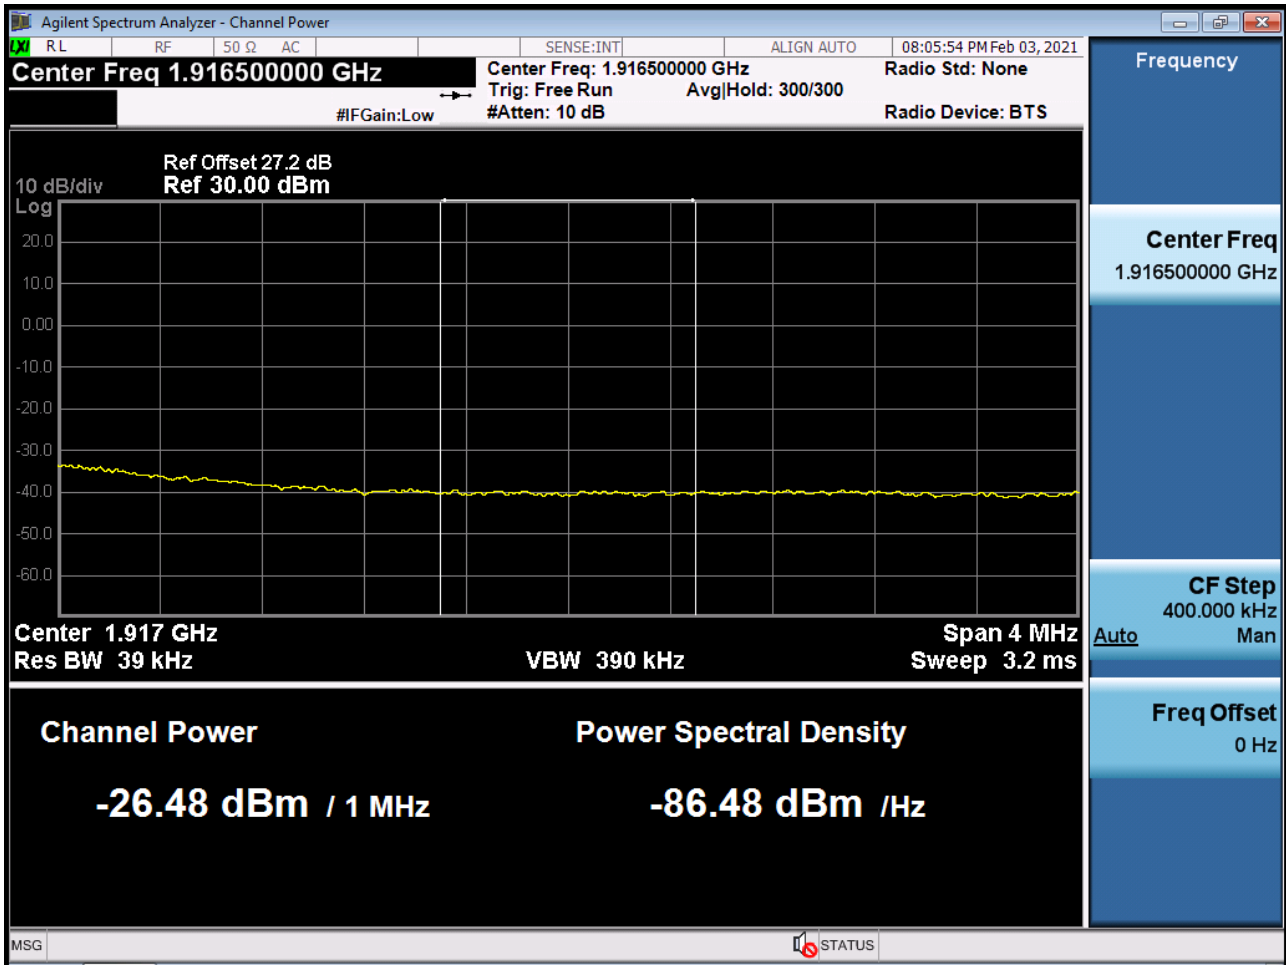 Agilent Spectrum Analyzer - Channel Power
LXI RL RF 50 Ω AC SENSE:INT ALIGN AUTO 08:05:54 PM Feb 03, 2021
Center Freq 1.916500000 GHz
Center Freq: 1.916500000 GHz Radio Std: None
Trig: Free Run Avg|Hold: 300/300
#IFGain:Low #Atten: 10 dB Radio Device: BTS
Ref Offset 27.2 dB
10 dB/div Ref 30.00 dBm
Log
20.0
10.0
0.00
-10.0
-20.0
-30.0
-40.0
-50.0
-60.0
Center 1.917 GHz Span 4 MHz
Res BW 39 kHz VBW 390 kHz Sweep 3.2 ms
Channel Power Power Spectral Density
-26.48 dBm / 1 MHz -86.48 dBm /Hz
Frequency
Center Freq
1.916500000 GHz
CF Step
400.000 kHz
Auto Man
Freq Offset
0 Hz
MSG STATUS